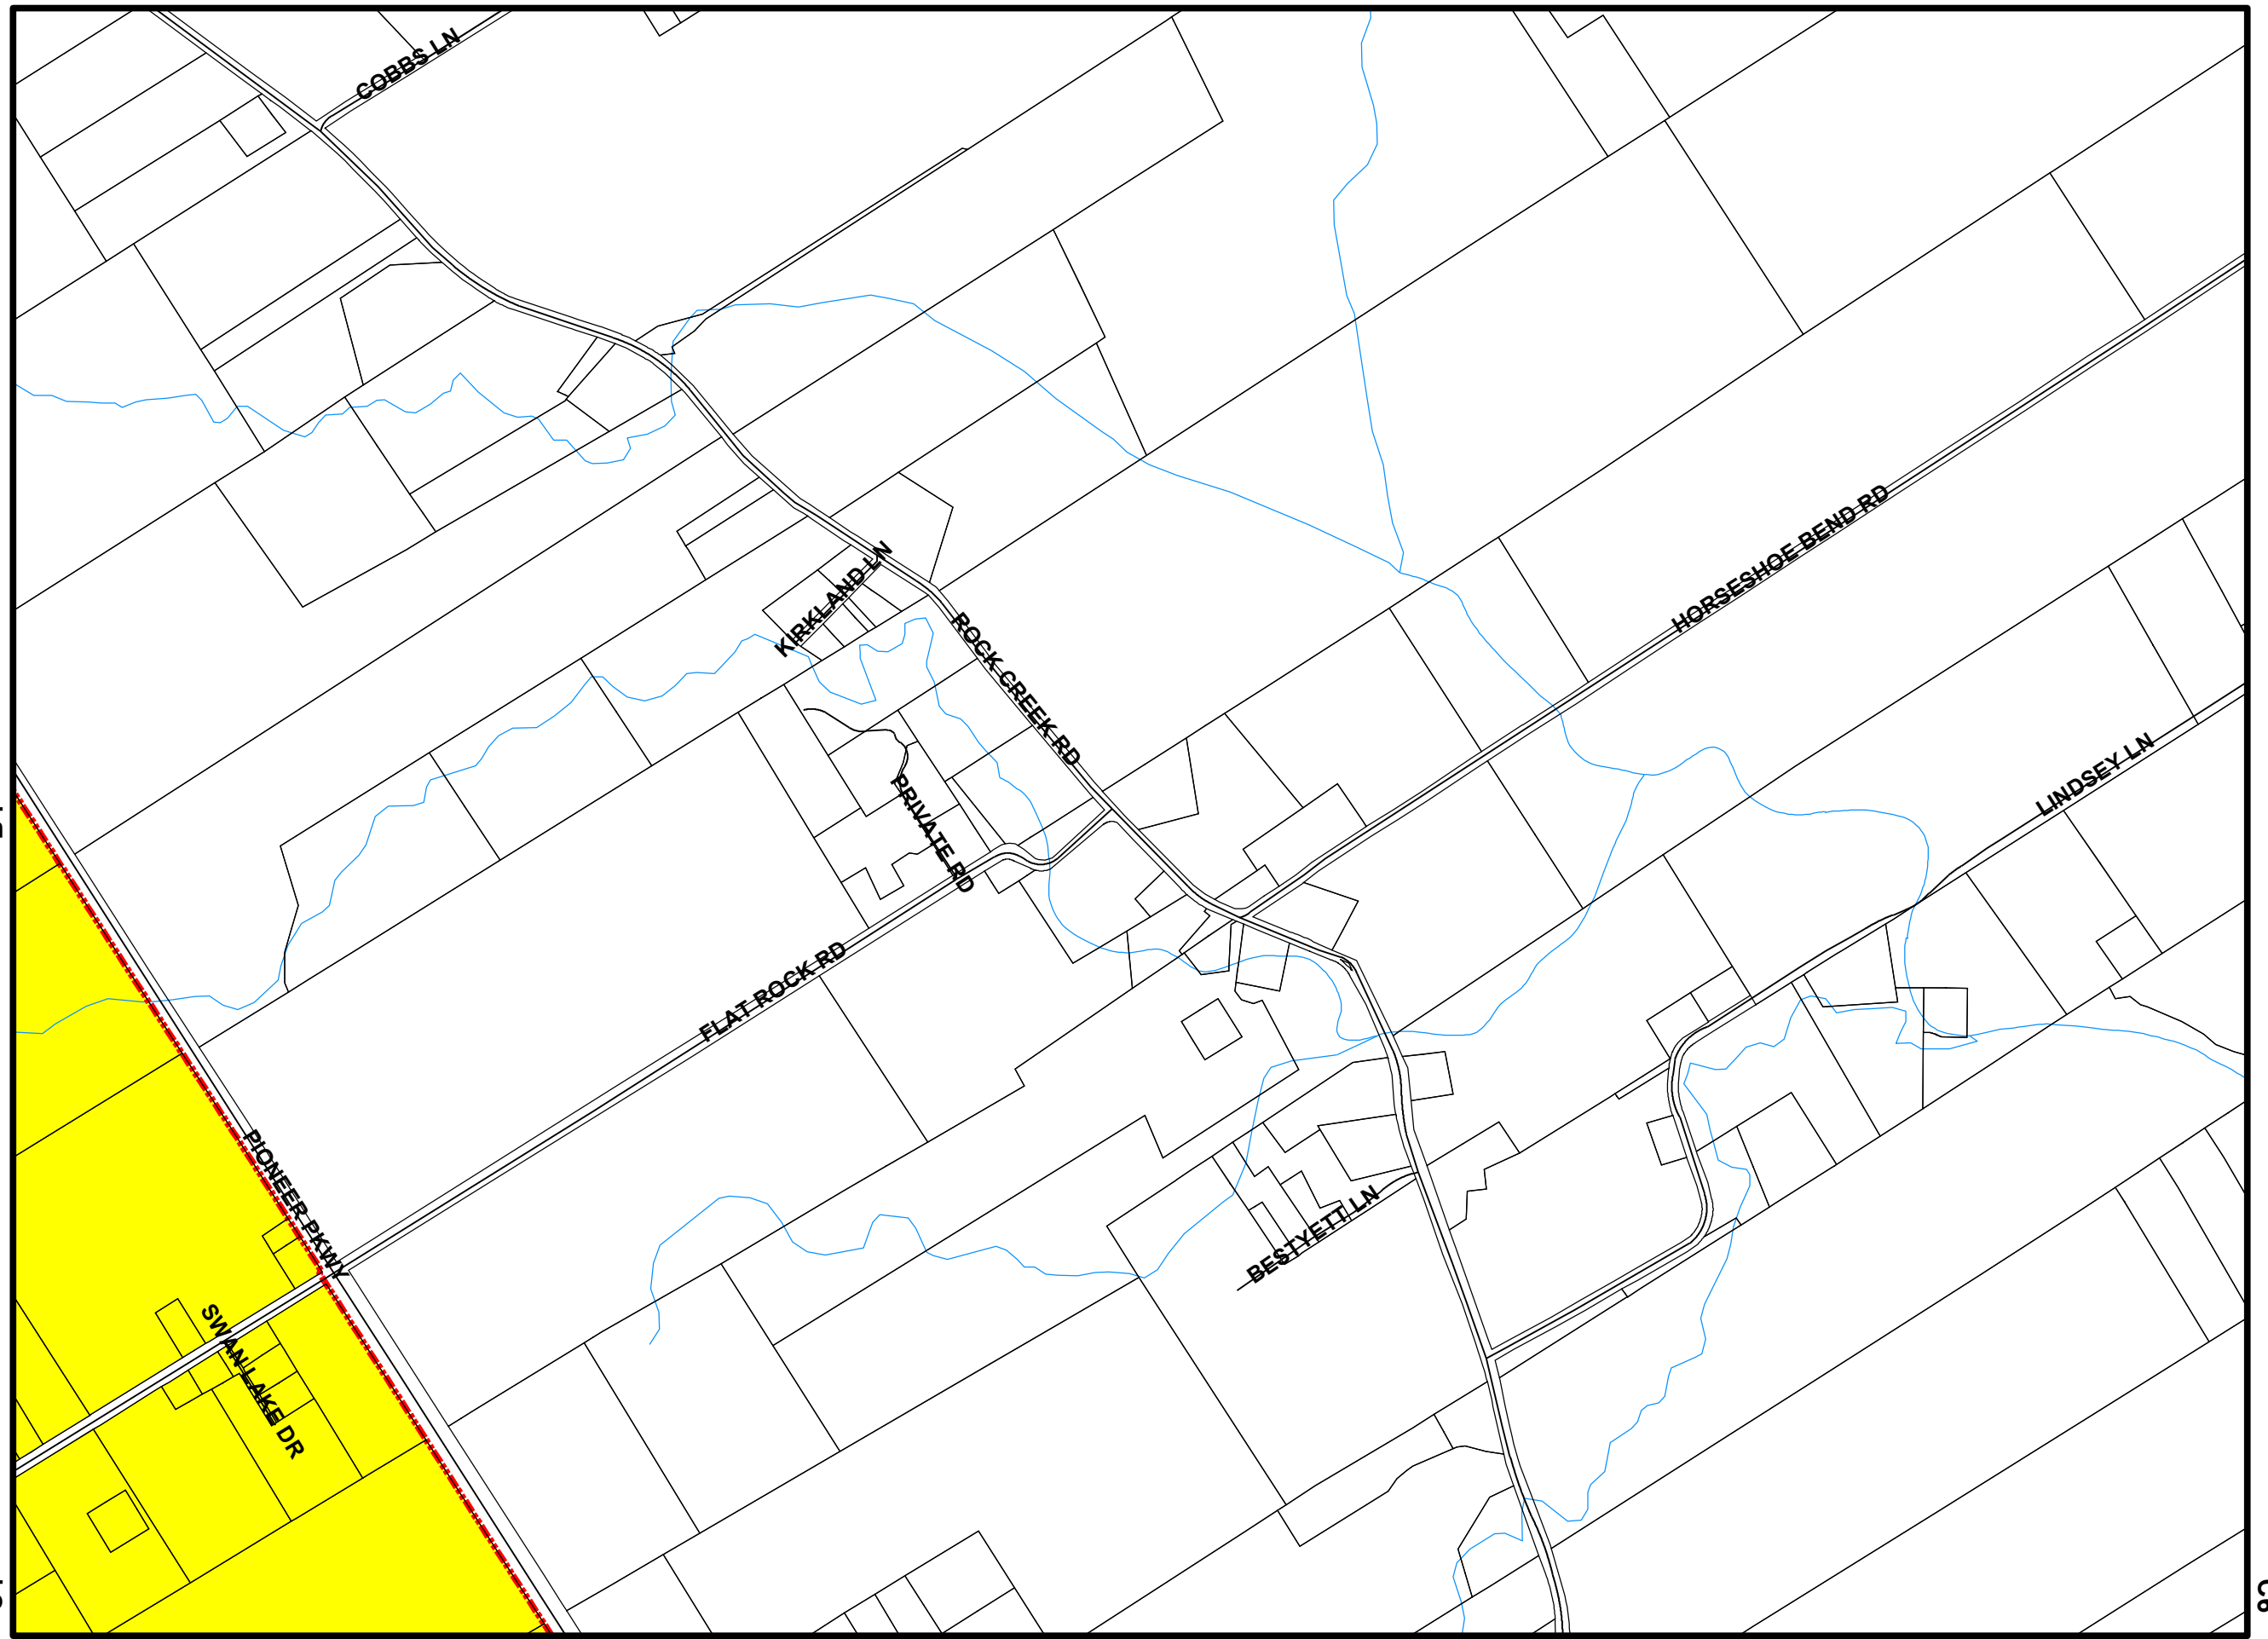 COBBS LN
HORSESHOE BEND RD
KIRKLAND LN
ROCK CREEK RD
LINDSEY LN
PRIVATE RD
FLAT ROCK RD
PIONEER PKWY
BESTYETT LN
SWAN LAKE DR